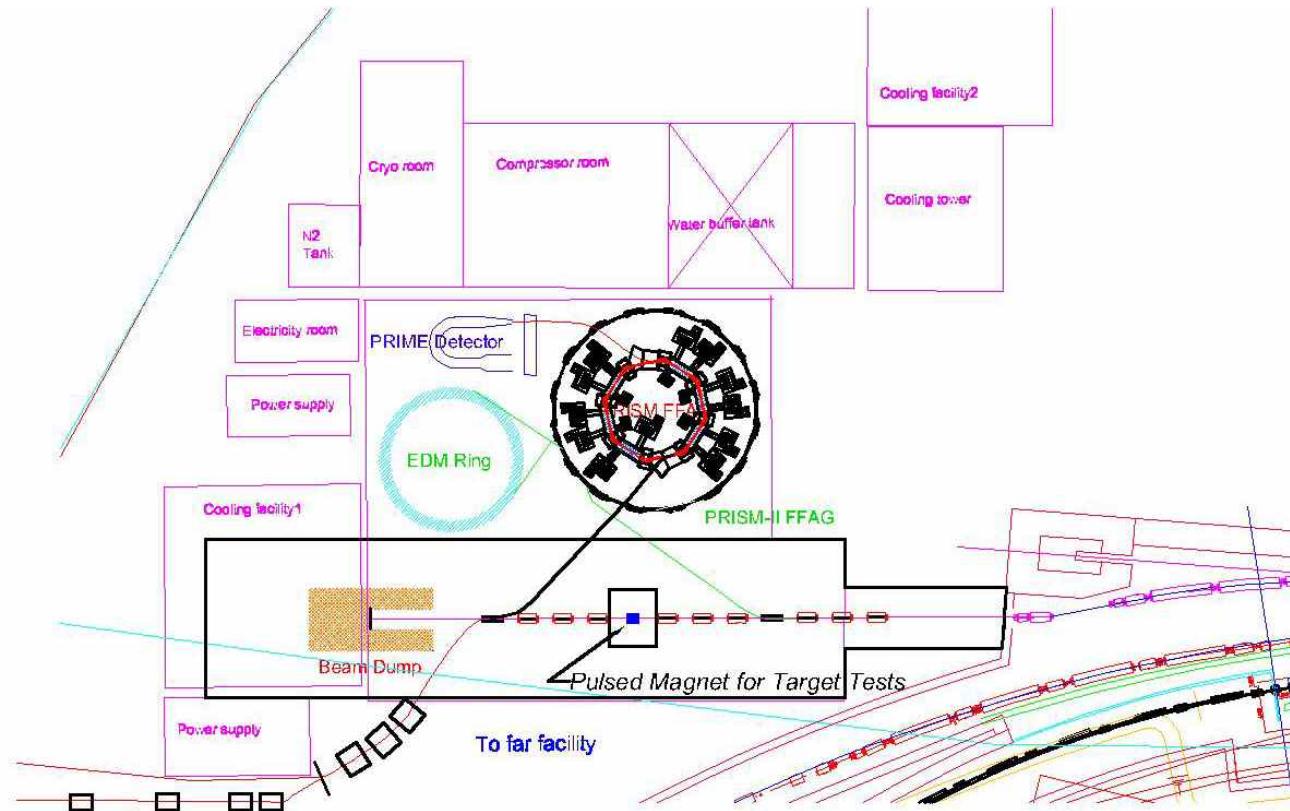 Cooling facility2
Cryo room
Compressor room
Cooling tower
Water buffer tank
N2
Tank
Electricity room
PRIME Detector
Power supply
PRISM FFAG
EDM Ring
Cooling facility1
PRISM-II FFAG
Beam Dump
Pulsed Magnet for Target Tests
Power supply
To far facility